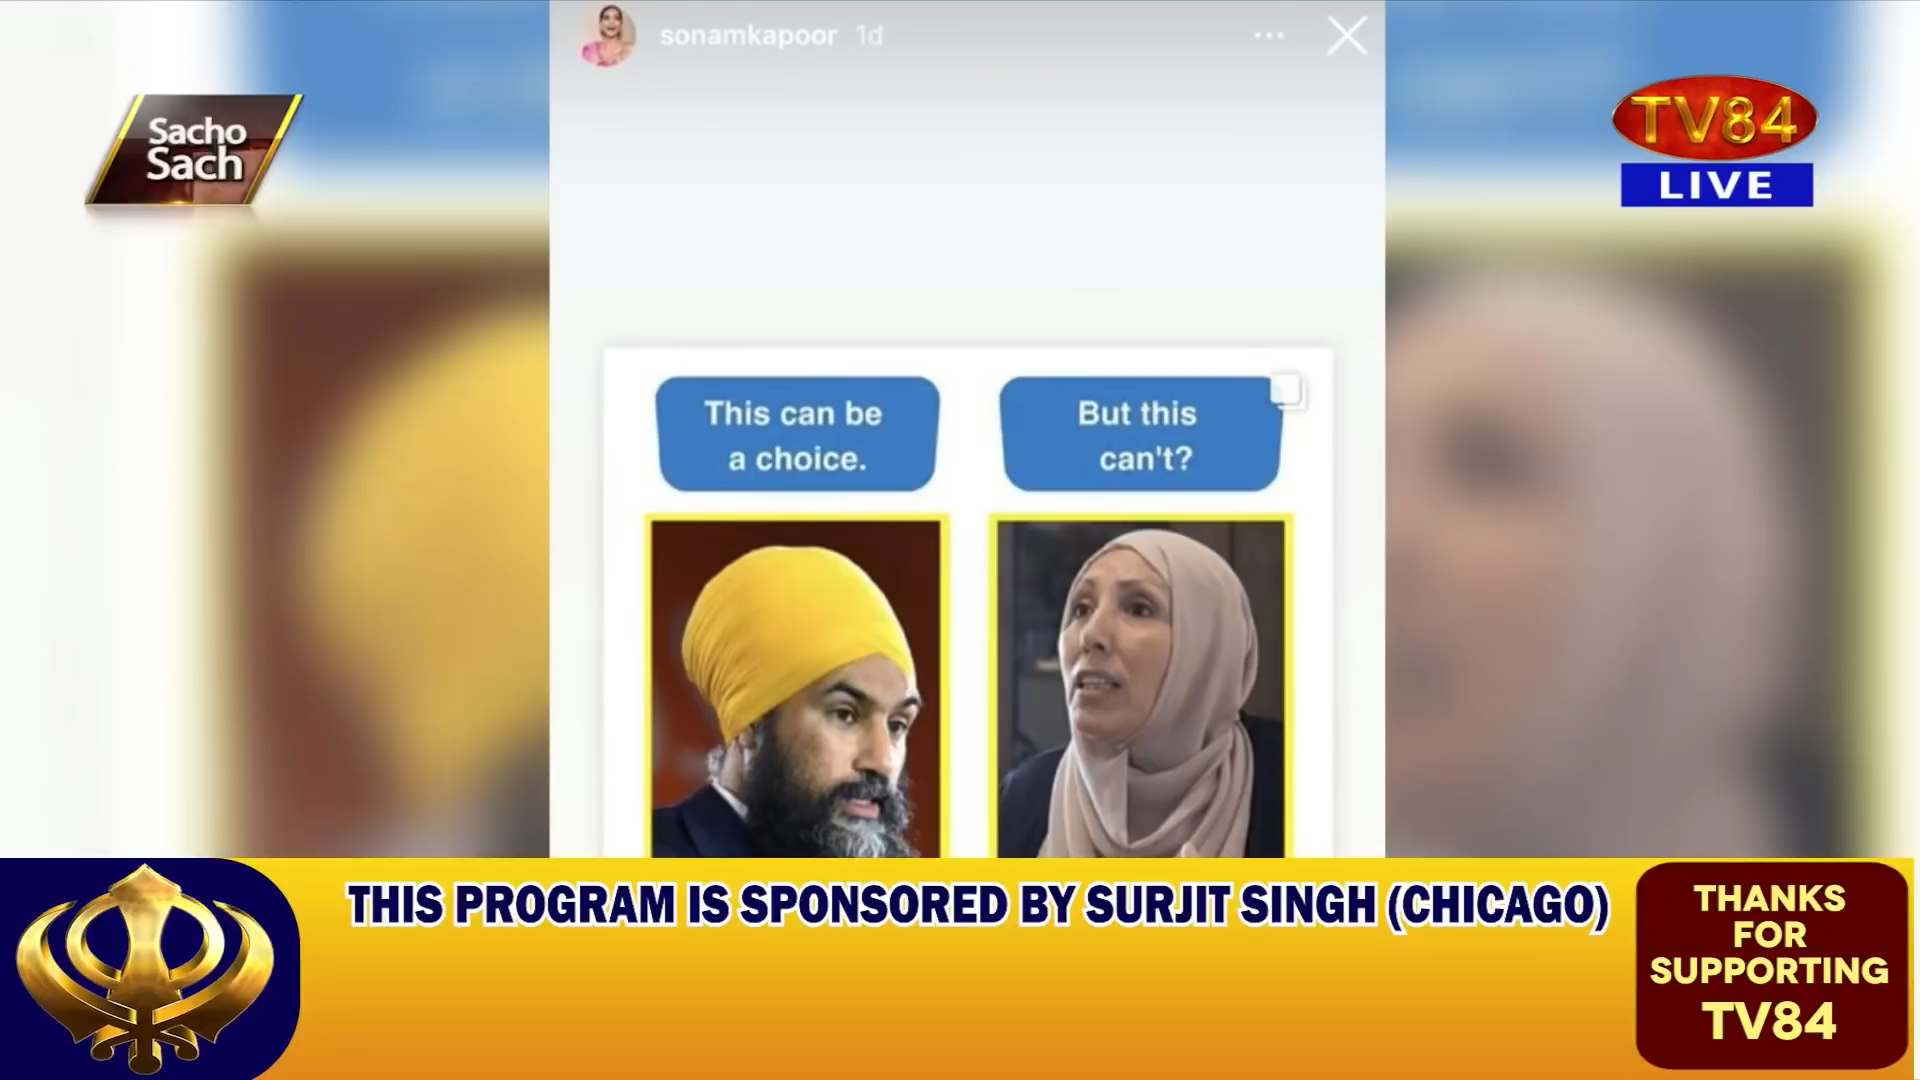 sonamkapoor 1d
Sacho
Sach
TV84
LIVE
This can be
a choice.
But this
can't?
THIS PROGRAM IS SPONSORED BY SURJIT SINGH (CHICAGO)
THANKS
FOR
SUPPORTING
TV84